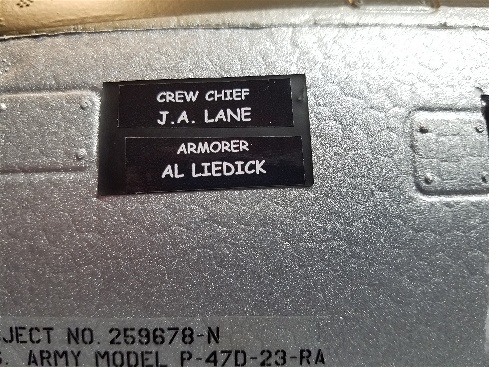 CREW CHIEF
J.A. LANE
ARMORER
AL LIEDICK
JECT NO. 259678-N
S. ARMY MODEL P-47D-23-RA